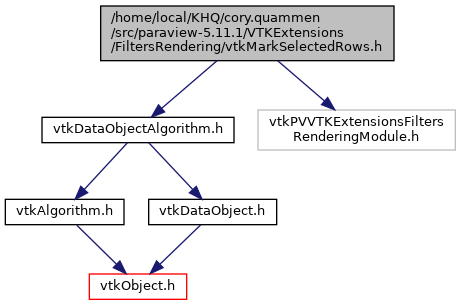 /home/local/KHQ/cory.quammen
/src/paraview-5.11.1/VTKExtensions
/FiltersRendering/vtkMarkSelectedRows.h
vtkDataObjectAlgorithm.h
vtkPVVTKExtensionsFilters
RenderingModule.h
vtkAlgorithm.h
vtkDataObject.h
vtkObject.h